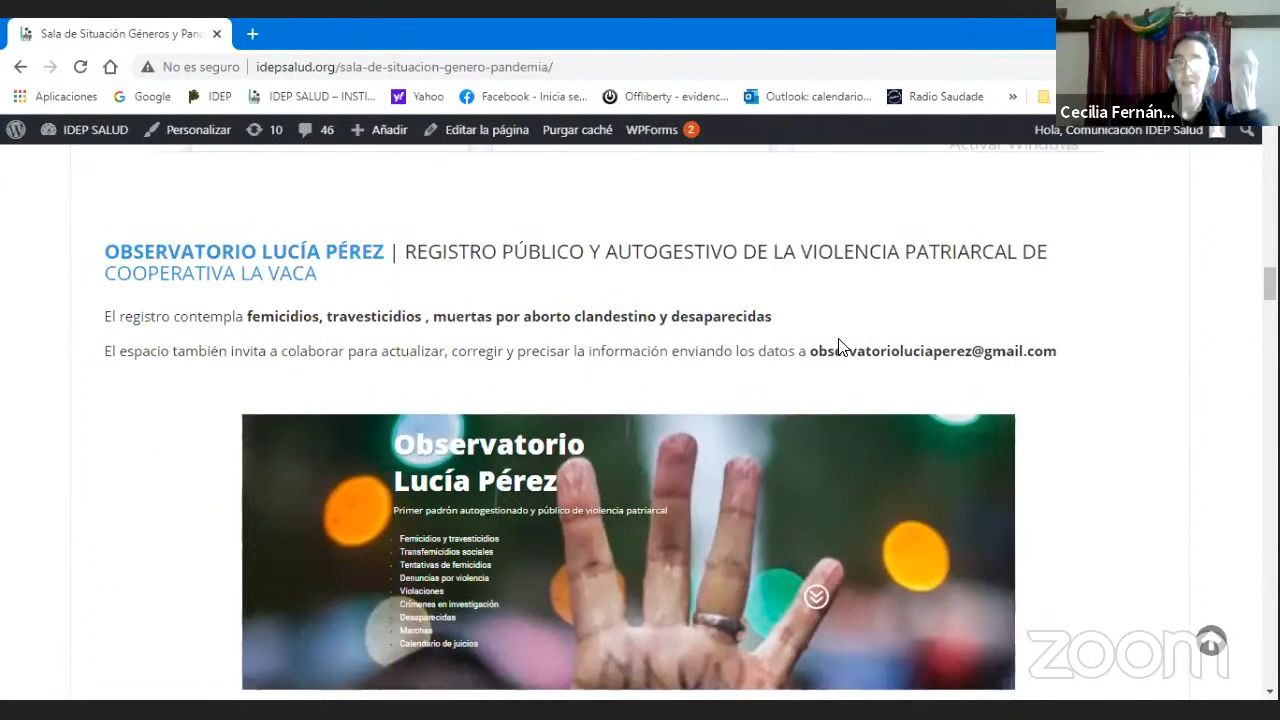 Sala de Situación Géneros y Pan
No es seguro
idepsalud.org/sala-de-situacion-genero-pandemia/
Aplicaciones
Google
IDEP
IDEP SALUD – INSTI...
Yahoo
Facebook - Inicia se...
Offliberty - evidenc...
Outlook: calendario...
Radio Saudade
»
Cecilia Fernán...
IDEP SALUD
Personalizar
10
46
Añadir
Editar la página
Purgar caché
WPForms 2
Hola, Comunicación IDEP Salud
Activar Windows
OBSERVATORIO LUCÍA PÉREZ | REGISTRO PÚBLICO Y AUTOGESTIVO DE LA VIOLENCIA PATRIARCAL DE
COOPERATIVA LA VACA
El registro contempla femicidios, travesticidios , muertas por aborto clandestino y desaparecidas
El espacio también invita a colaborar para actualizar, corregir y precisar la información enviando los datos a observatorioluciaperez@gmail.com
Observatorio
Lucía Pérez
Primer padrón autogestionado y público de violencia patriarcal
Femicidios y travesticidios
Transfemicidios sociales
Tentativas de femicidios
Denuncias por violencia
Violaciones
Crímenes en investigación
Desaparecidas
Marchas
Calendario de juicios
zoom